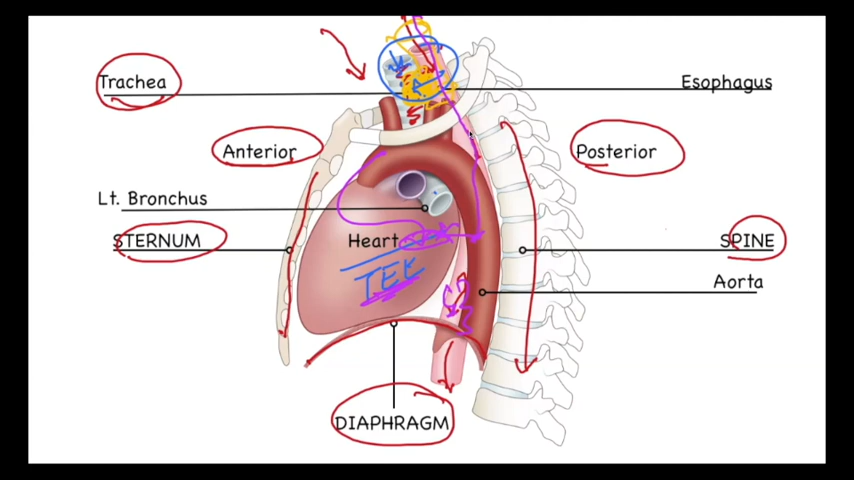 Trachea
Esophagus
Anterior
Posterior
Lt. Bronchus
STERNUM
Heart
SPINE
TEE
Aorta
DIAPHRAGM